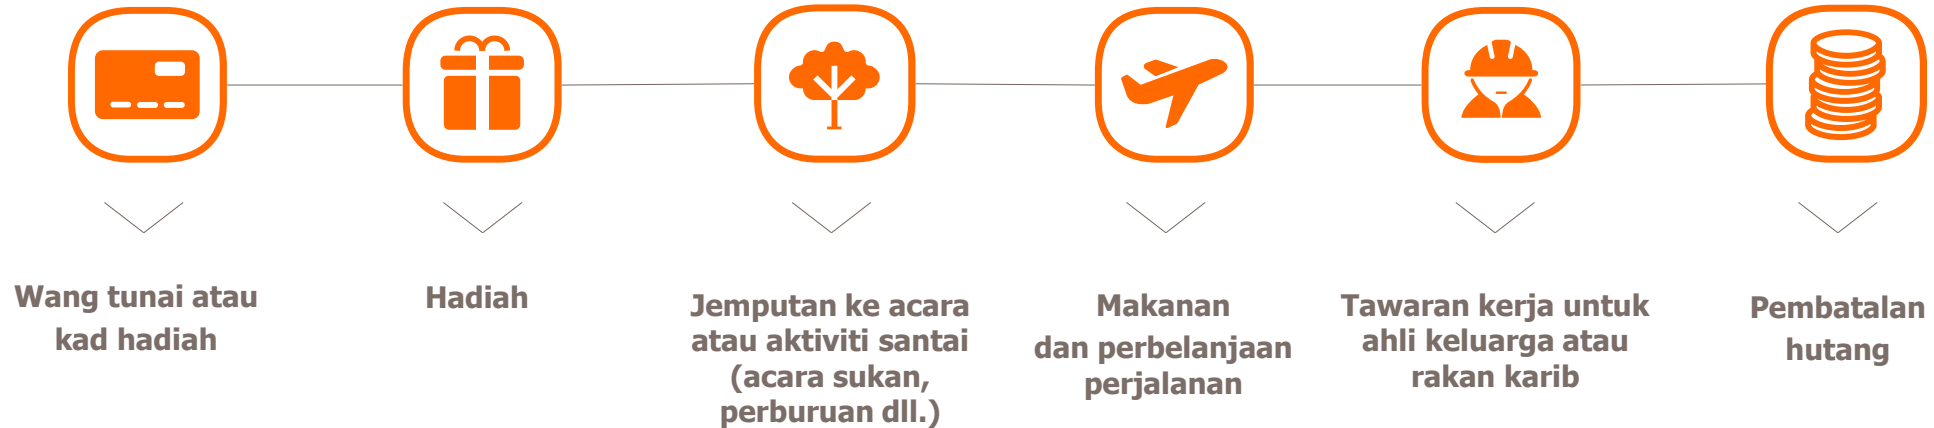 Wang tunai atau
kad hadiah
Hadiah
Jemputan ke acara
atau aktiviti santai
(acara sukan,
perburuan dll.)
Makanan
dan perbelanjaan
perjalanan
Tawaran kerja untuk
ahli keluarga atau
rakan karib
Pembatalan
hutang